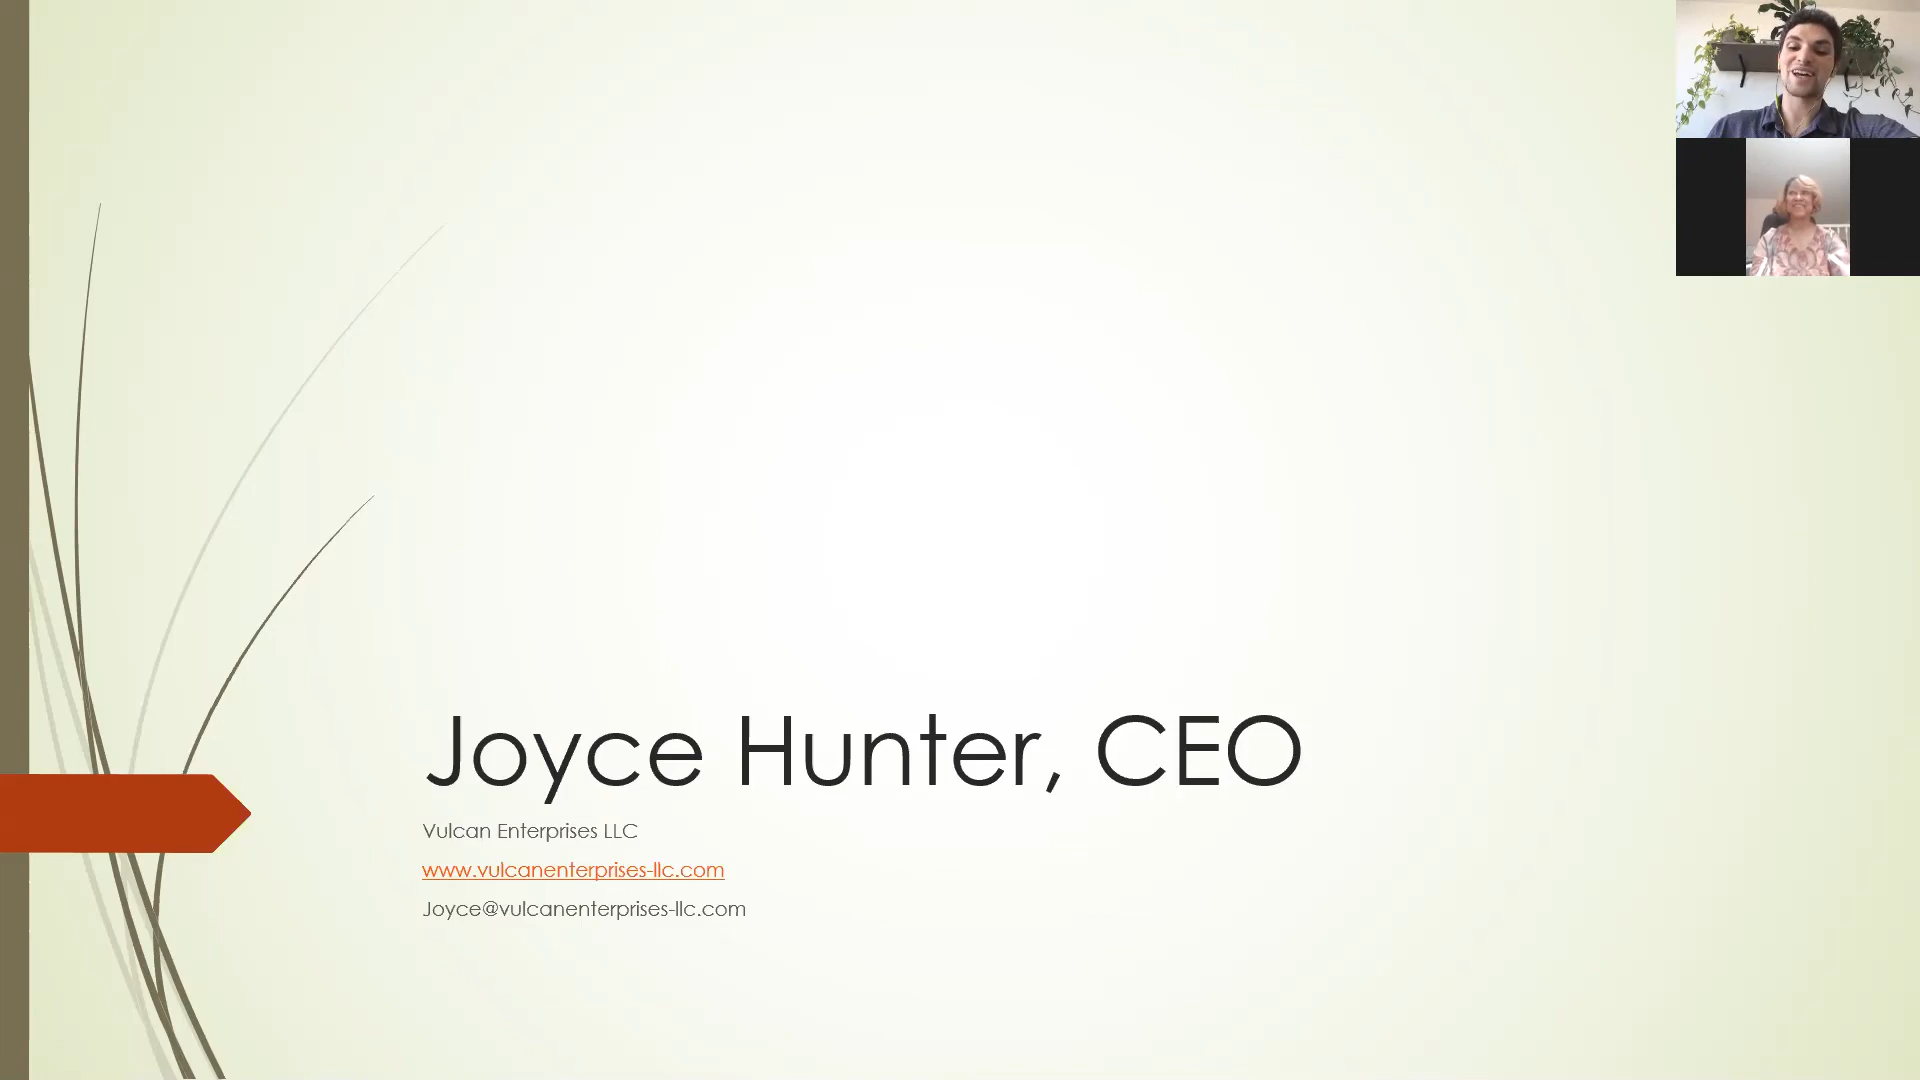 Joyce Hunter, CEO
Vulcan Enterprises LLC
www.vulcanenterprises-llc.com
Joyce@vulcanenterprises-llc.com